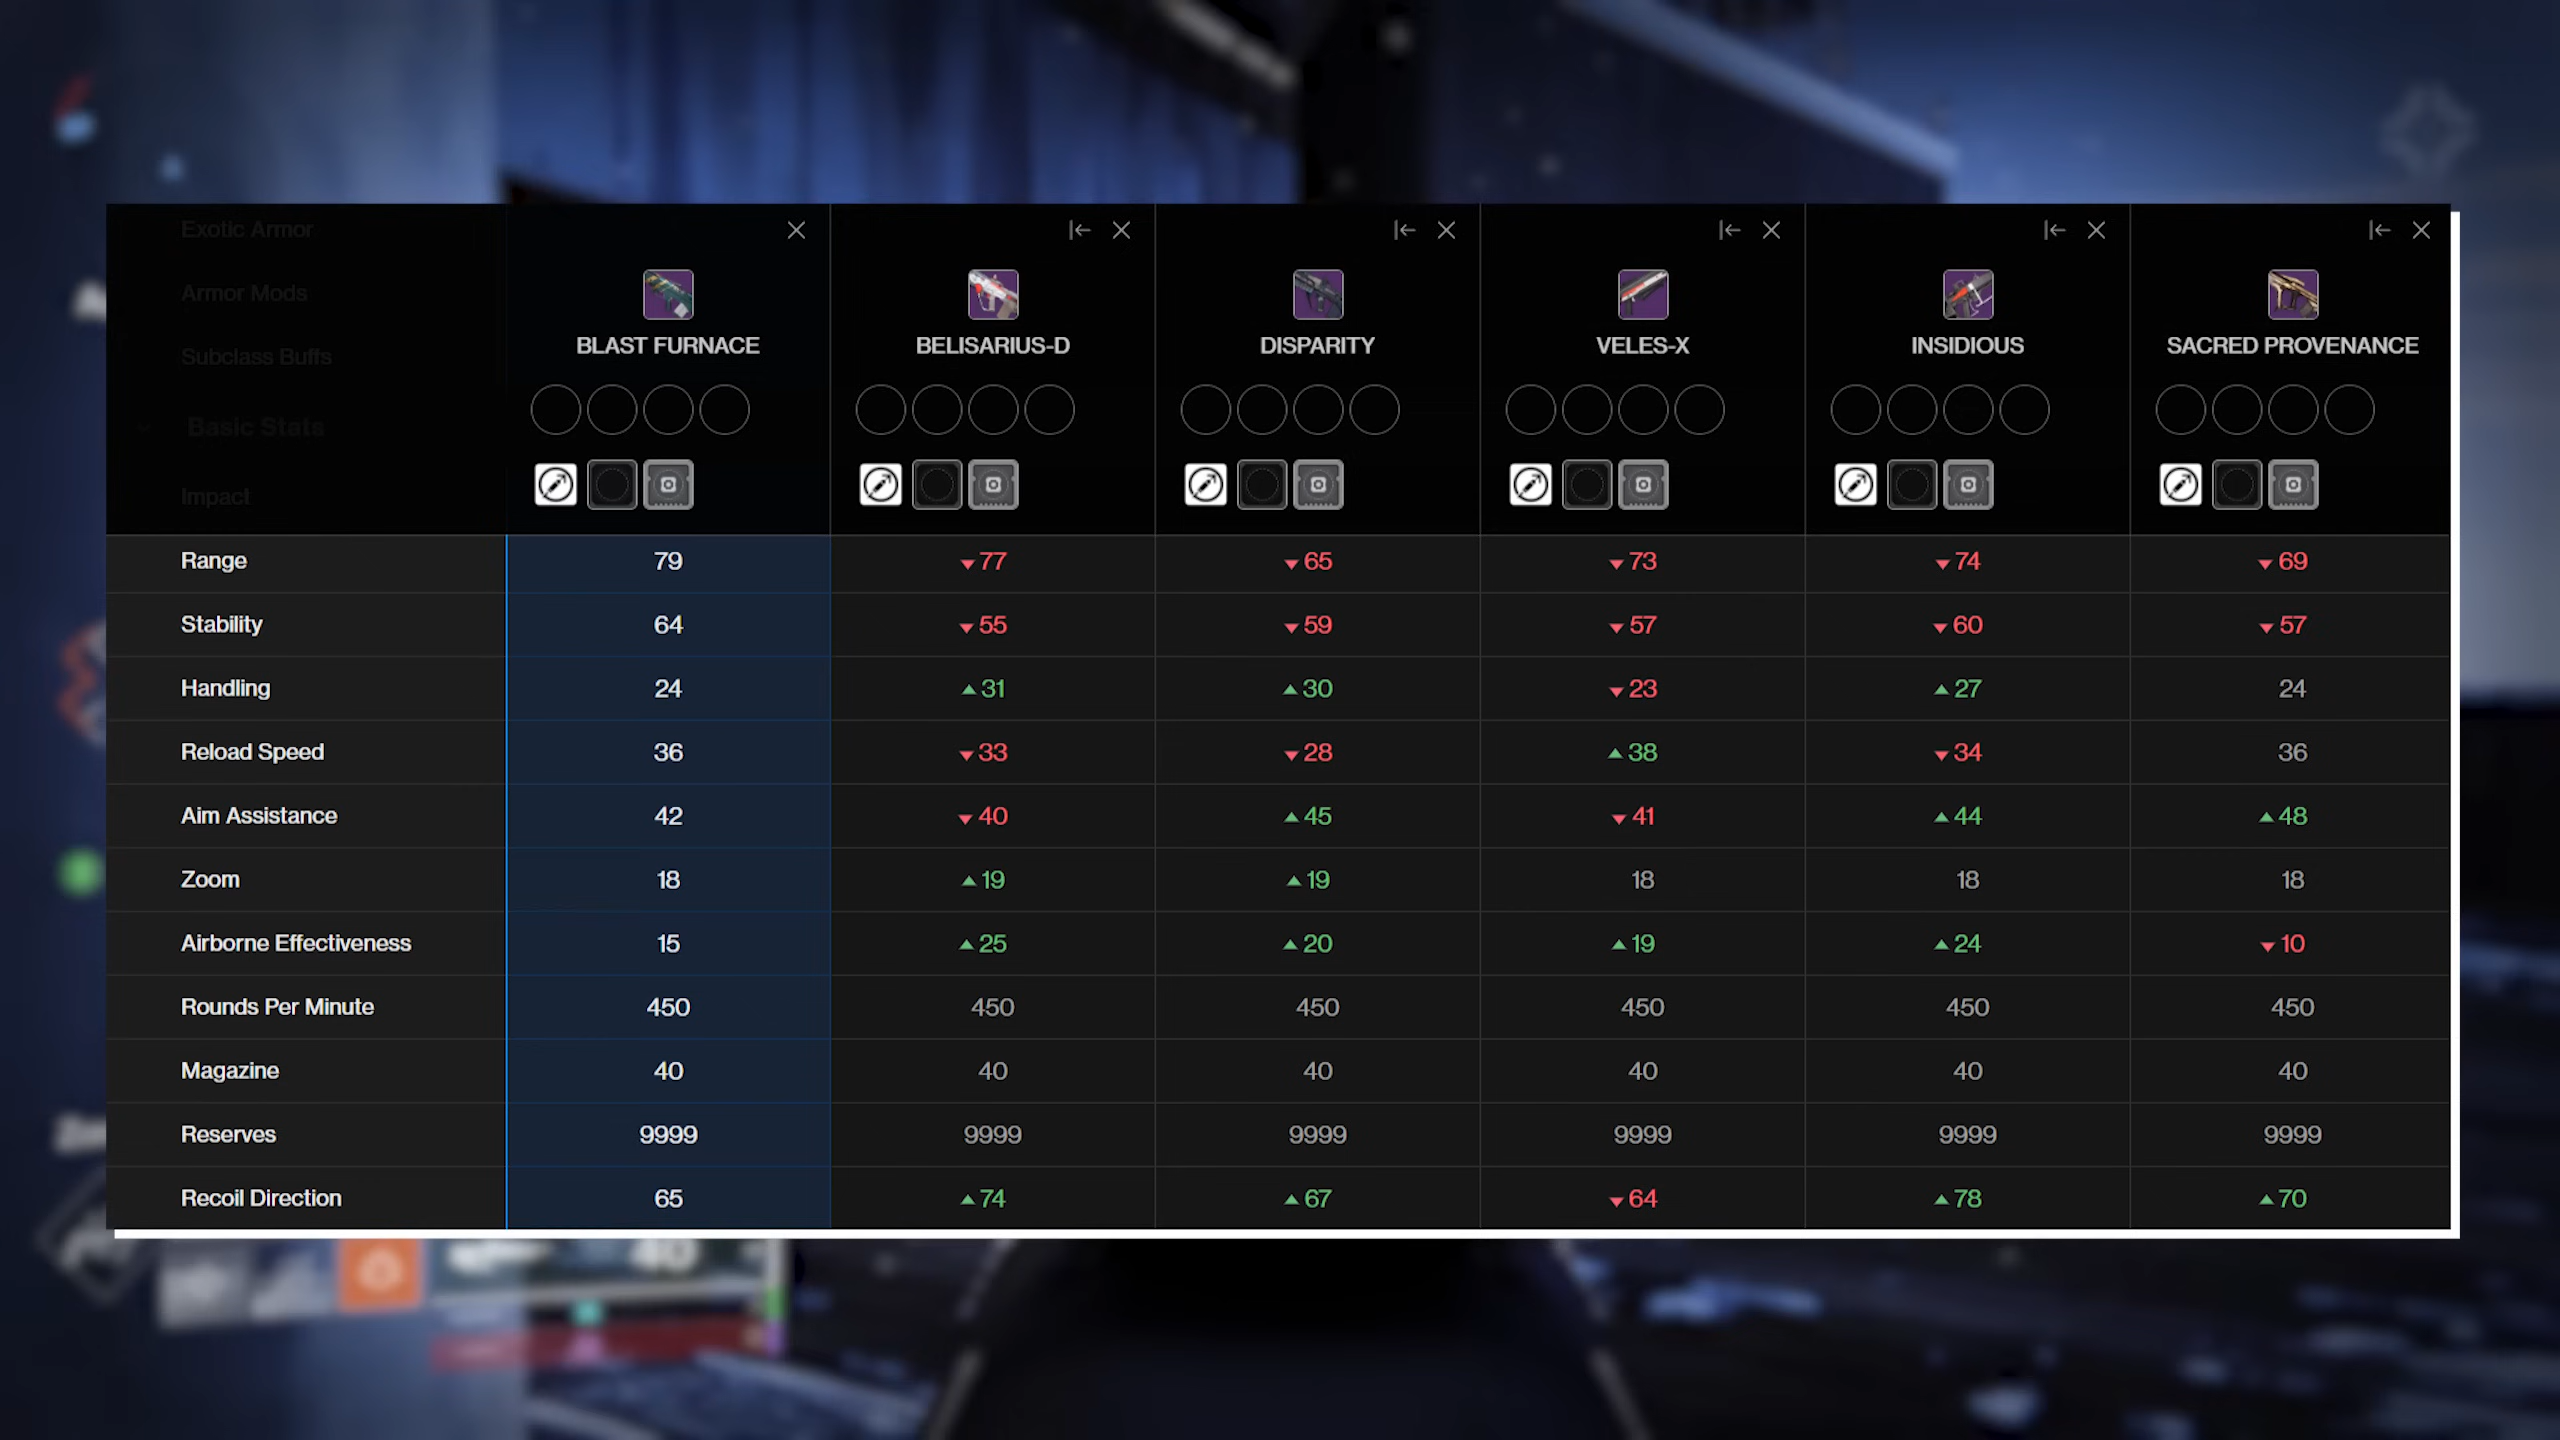 Exotic Armor
Armor Mods
Subclass Buffs
Basic Stats
Impact
BLAST FURNACE BELISARIUS-D DISPARITY VELES-X INSIDIOUS SACRED PROVENANCE
Range 79 77 65 73 74 69
Stability 64 55 59 57 60 57
Handling 24 31 30 23 27 24
Reload Speed 36 33 28 38 34 36
Aim Assistance 42 40 45 41 44 48
Zoom 18 19 19 18 18 18
Airborne Effectiveness 15 25 20 19 24 10
Rounds Per Minute 450 450 450 450 450 450
Magazine 40 40 40 40 40 40
Reserves 9999 9999 9999 9999 9999 9999
Recoil Direction 65 74 67 64 78 70
40